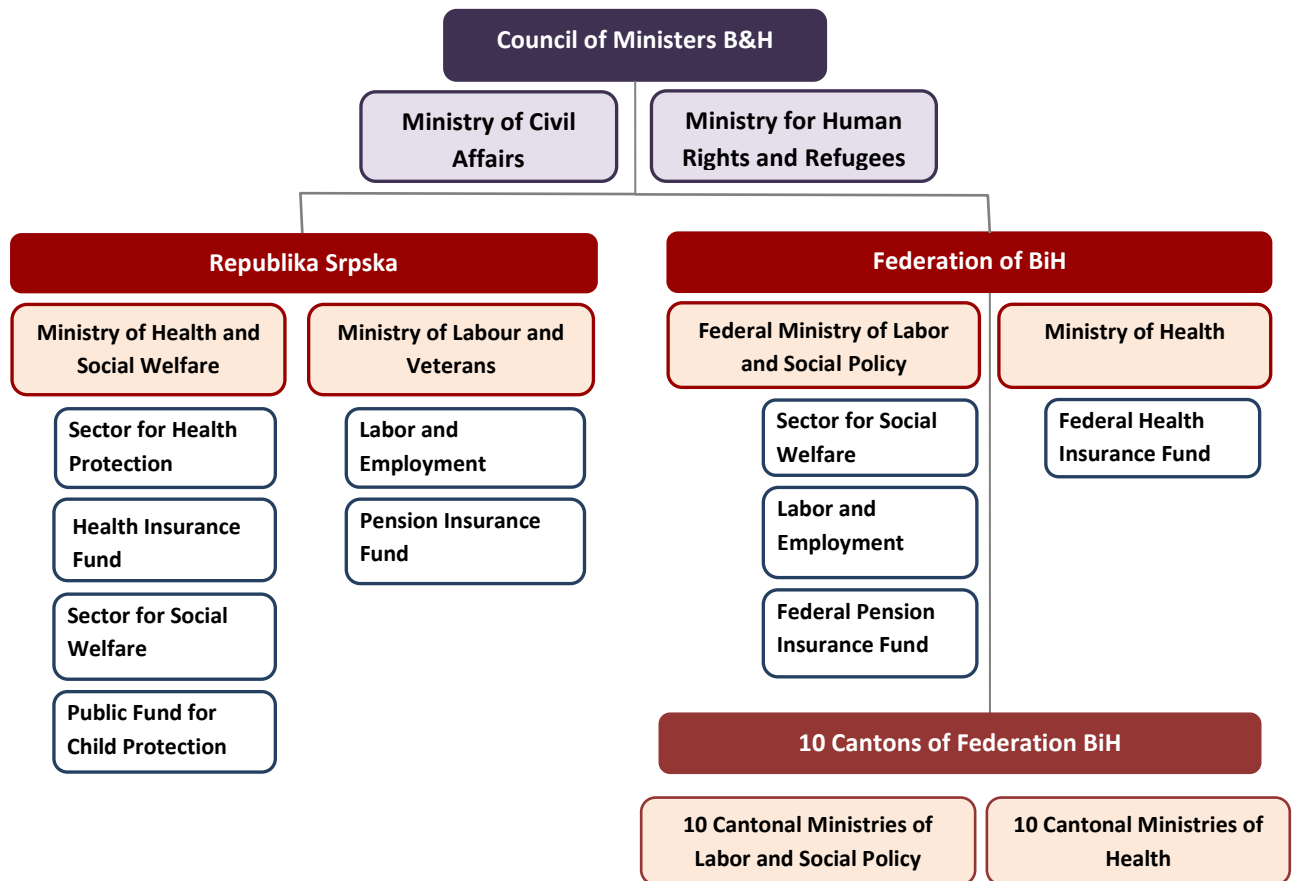 Council of Ministers B&H
Ministry of Civil
Affairs
Ministry for Human
Rights and Refugees
Republika Srpska
Ministry of Health and
Social Welfare
Ministry of Labour and
Veterans
Sector for Health
Protection
Health Insurance
Fund
Sector for Social
Welfare
Public Fund for
Child Protection
Labor and
Employment
Pension Insurance
Fund
Federation of BiH
Federal Ministry of Labor
and Social Policy
Ministry of Health
Sector for Social
Welfare
Labor and
Employment
Federal Pension
Insurance Fund
Federal Health
Insurance Fund
10 Cantons of Federation BiH
10 Cantonal Ministries of
Labor and Social Policy
10 Cantonal Ministries of
Health